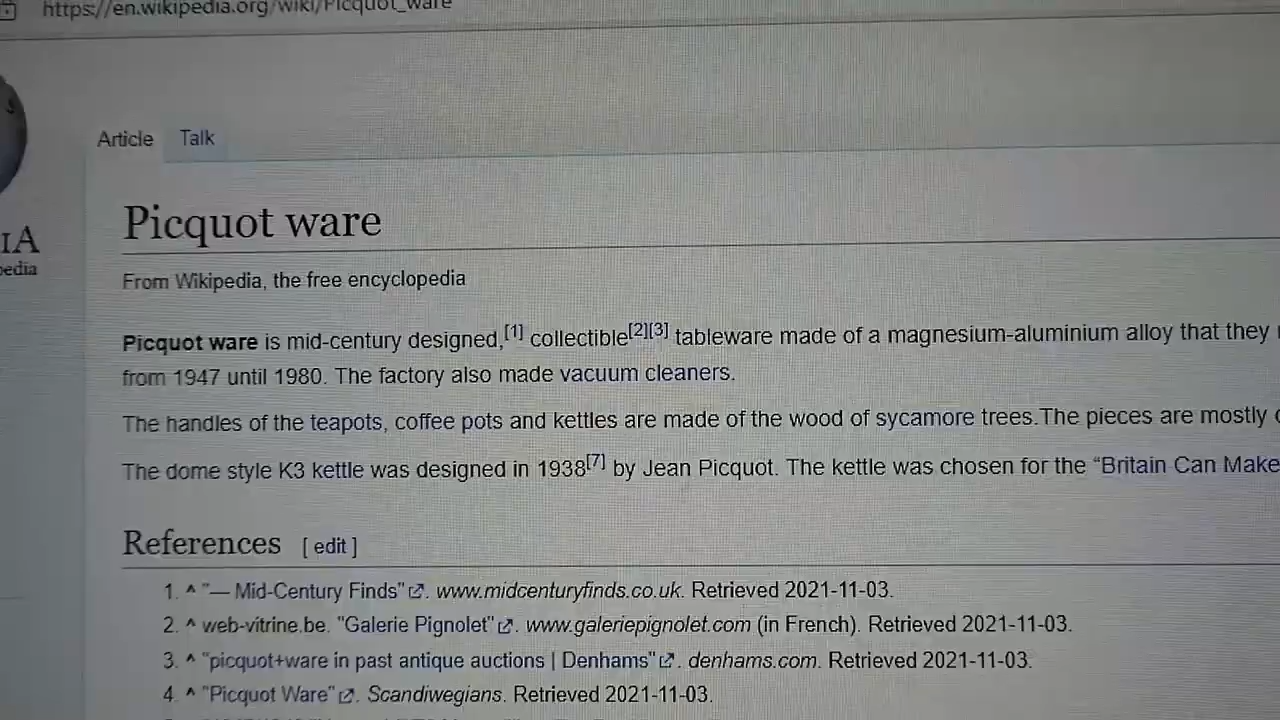 https://en.wikipedia.org/wiki/Picquot_ware
Article Talk
IA
pedia
Picquot ware
From Wikipedia, the free encyclopedia
Picquot ware is mid-century designed,[1] collectible[2][3] tableware made of a magnesium-aluminium alloy that they
from 1947 until 1980. The factory also made vacuum cleaners.
The handles of the teapots, coffee pots and kettles are made of the wood of sycamore trees.The pieces are mostly
The dome style K3 kettle was designed in 1938[7] by Jean Picquot. The kettle was chosen for the “Britain Can Make
References [ edit ]
1. ^ "— Mid-Century Finds". www.midcenturyfinds.co.uk. Retrieved 2021-11-03.
2. ^ web-vitrine.be. "Galerie Pignolet". www.galeriepignolet.com (in French). Retrieved 2021-11-03.
3. ^ "picquot+ware in past antique auctions | Denhams". denhams.com. Retrieved 2021-11-03.
4. ^ "Picquot Ware". Scandiwegians. Retrieved 2021-11-03.